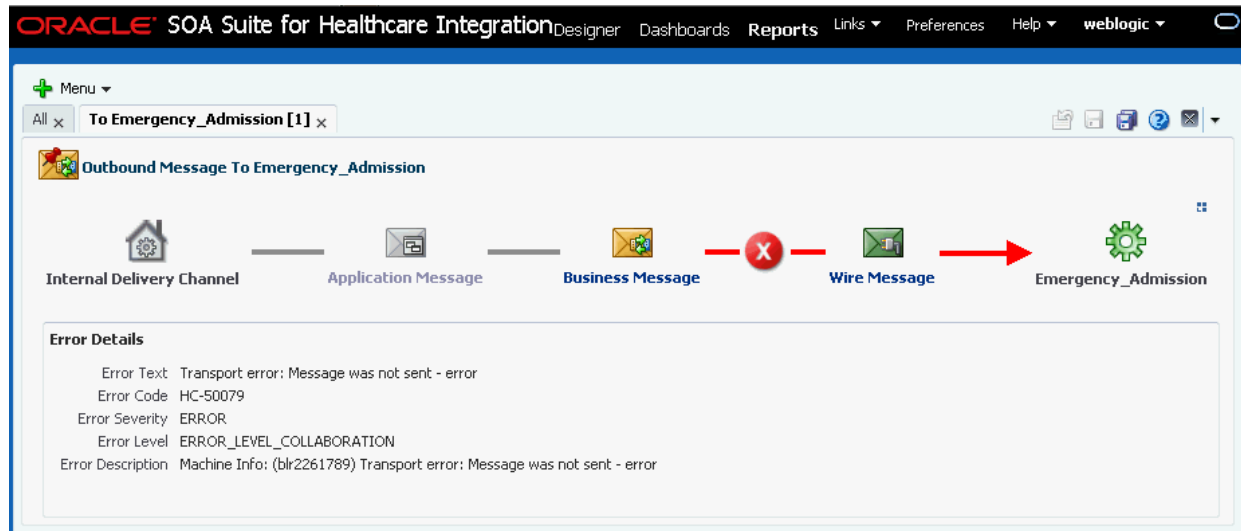 ORACLE SOA Suite for Healthcare Integration Designer Dashboards Reports Links Preferences Help weblogic
Menu
All x To Emergency_Admission [1] x
Outbound Message To Emergency_Admission
Internal Delivery Channel Application Message Business Message Wire Message Emergency_Admission
Error Details
Error Text Transport error: Message was not sent - error
Error Code HC-50079
Error Severity ERROR
Error Level ERROR_LEVEL_COLLABORATION
Error Description Machine Info: (blr2261789) Transport error: Message was not sent - error